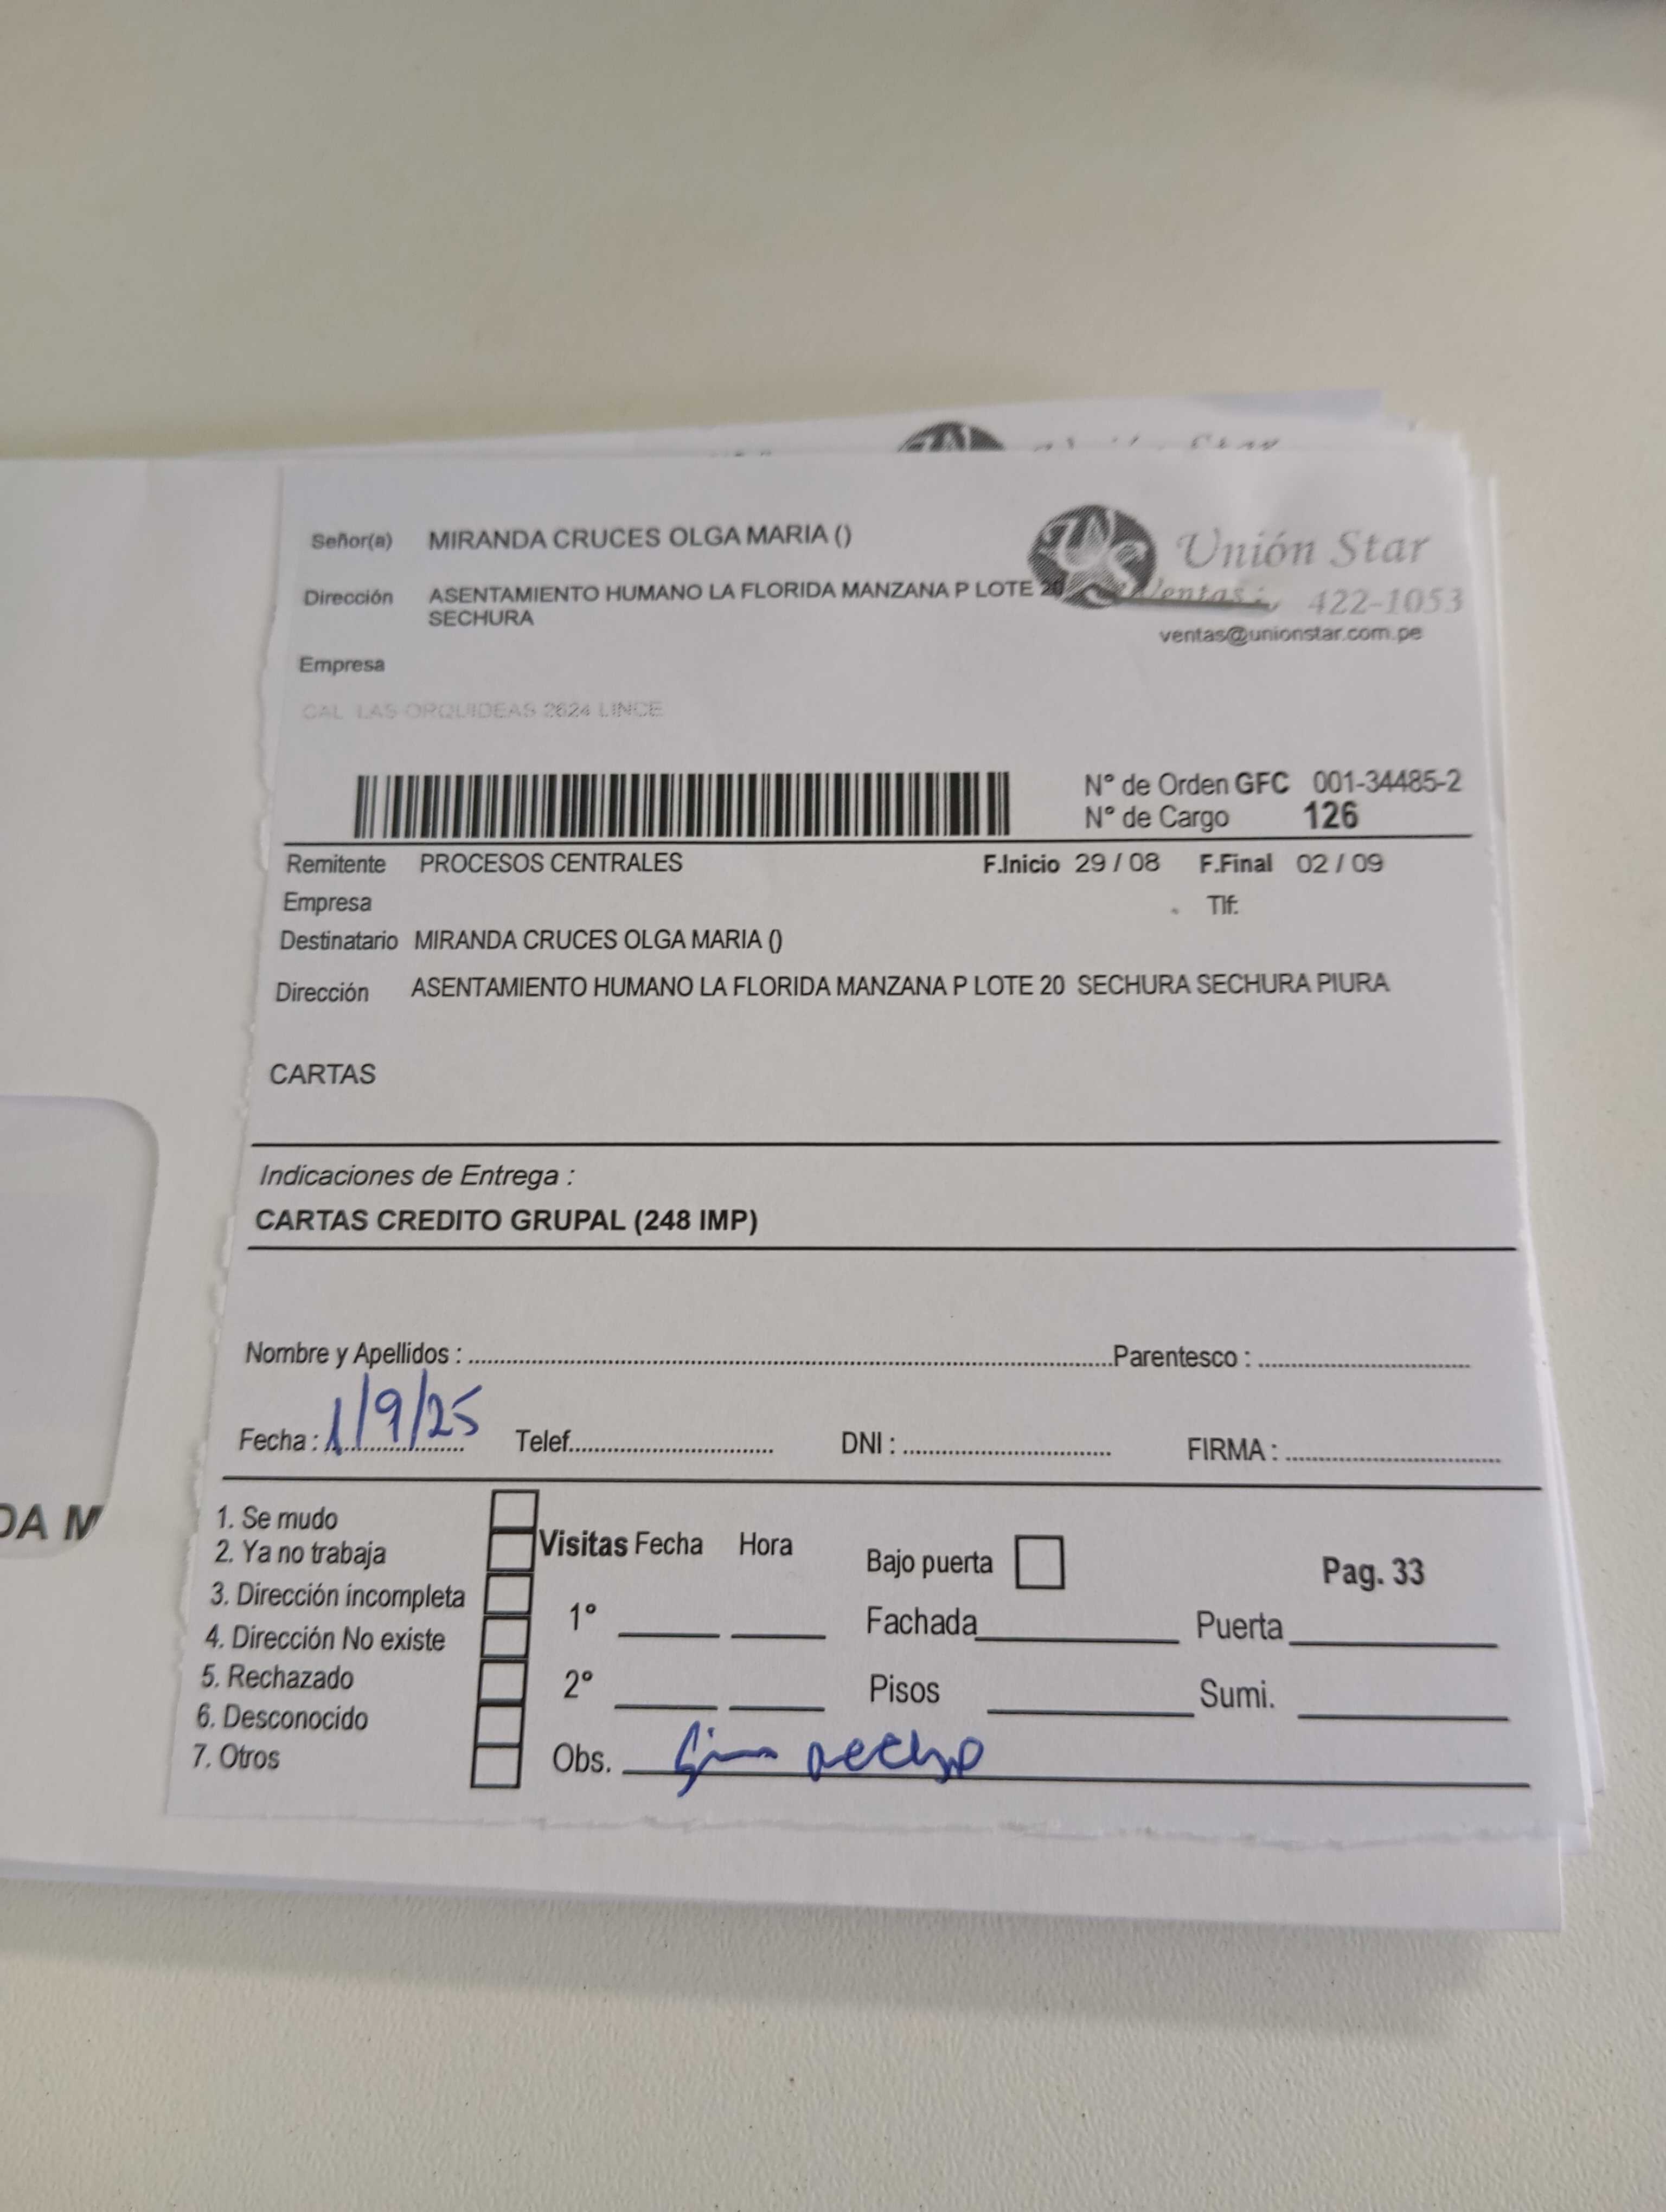 Señor(a) MIRANDA CRUCES OLGA MARIA ()
Unión Star
Dirección ASENTAMIENTO HUMANO LA FLORIDA MANZANA P LOTE 20
SECHURA
Ventas: 422-1053
ventas@unionstar.com.pe
Empresa
CAL LAS ORQUIDEAS 2624 LINCE
N° de Orden GFC 001-34485-2
N° de Cargo 126
Remitente PROCESOS CENTRALES F.Inicio 29 / 08 F.Final 02 / 09
Empresa Tlf:
Destinatario MIRANDA CRUCES OLGA MARIA ()
Dirección ASENTAMIENTO HUMANO LA FLORIDA MANZANA P LOTE 20 SECHURA SECHURA PIURA
CARTAS
Indicaciones de Entrega :
CARTAS CREDITO GRUPAL (248 IMP)
Nombre y Apellidos : Parentesco :
Fecha : 1/9/25 Telef. DNI : FIRMA :
DA M
1. Se mudo
2. Ya no trabaja
3. Dirección incompleta
4. Dirección No existe
5. Rechazado
6. Desconocido
7. Otros
Visitas Fecha Hora
1°
2°
Bajo puerta
Pag. 33
Fachada Puerta
Pisos Sumi.
Obs.